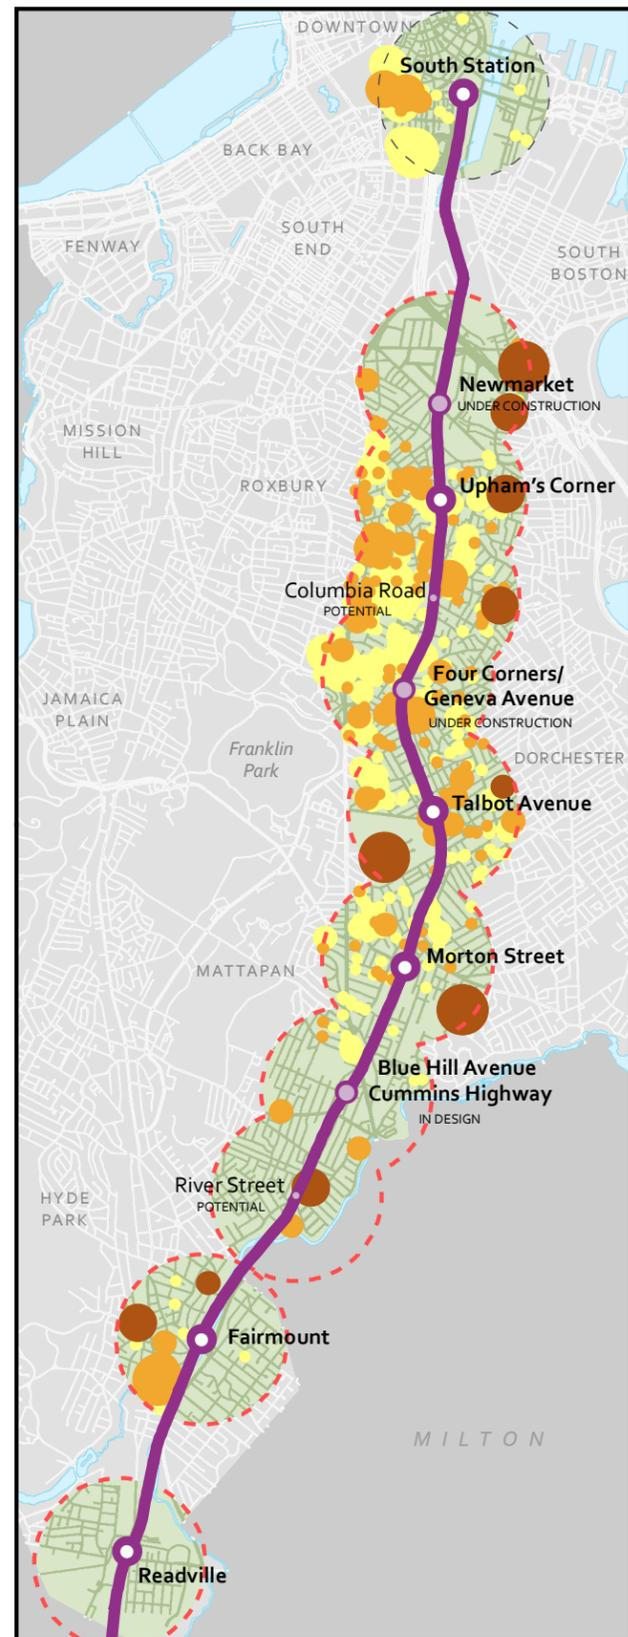 DOWNTOWN
South Station
BACK BAY
SOUTH
END
FENWAY
SOUTH
BOSTON
Newmarket
UNDER CONSTRUCTION
MISSION
HILL
ROXBURY
Upham's Corner
Columbia Road
POTENTIAL
Four Corners/
Geneva Avenue
UNDER CONSTRUCTION
JAMAICA
PLAIN
Franklin
Park
DORCHESTER
Talbot Avenue
Morton Street
MATTAPAN
Blue Hill Avenue
Cummins Highway
IN DESIGN
River Street
POTENTIAL
HYDE
PARK
Fairmount
MILTON
Readville